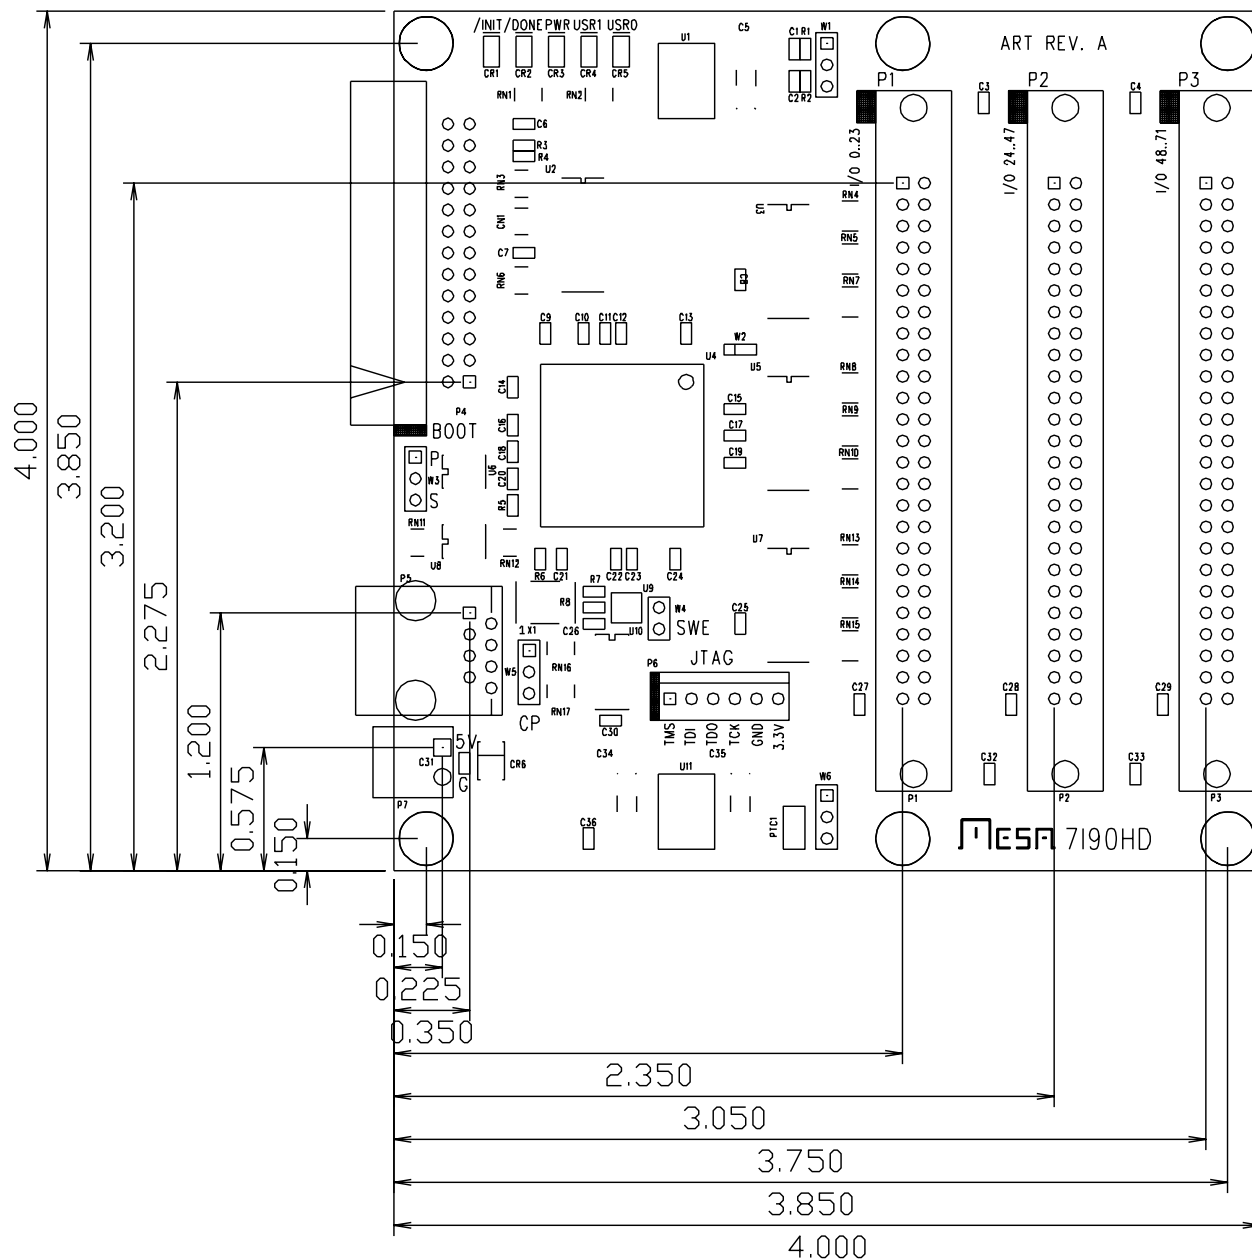 /INIT /DONE PWR USR1 USR0
CR1 CR2 CR3 CR4 CR5
RN1 RN2
U1
C5
C1 R1
C2 R2
W1
ART REV. A
P1
P2
P3
C3
C4
I/O 0..23
I/O 24..47
I/O 48..71
C6
R3
R4
U2
RN3
CN1
C7
RN6
U3
RN4
RN5
RN7
C9 C10 C11 C12 C13
W2
U4
U5
RN8
RN9
RN10
C14
C16
C18
C20
R5
C15
C17
C19
P4
BOOT
P
W3
S
U6
RN11
U8
RN12
R6 C21
C22 C23
C24
U7
RN13
RN14
RN15
P5
R7
R8
C26
U9
U10
W4
SWE
C25
1 X1
W5
CP
RN16
RN17
P6
JTAG
TMS
TDI
TDO
TCK
GND
3.3V
C27
C28
C29
C30
5V
C31
G
CR6
P7
C34
U11
C35
C36
PTC1
W6
C32
C33
P1
P2
P3
MESA 7I90HD
4.000
3.850
3.200
2.275
1.200
0.575
0.150
0.150
0.225
0.350
2.350
3.050
3.750
3.850
4.000